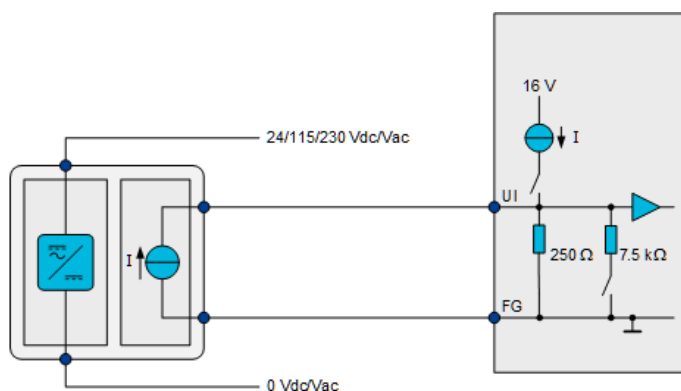 16 V
24/115/230 Vdc/Vac
I
UI
I
250 Ω
7.5 kΩ
FG
0 Vdc/Vac